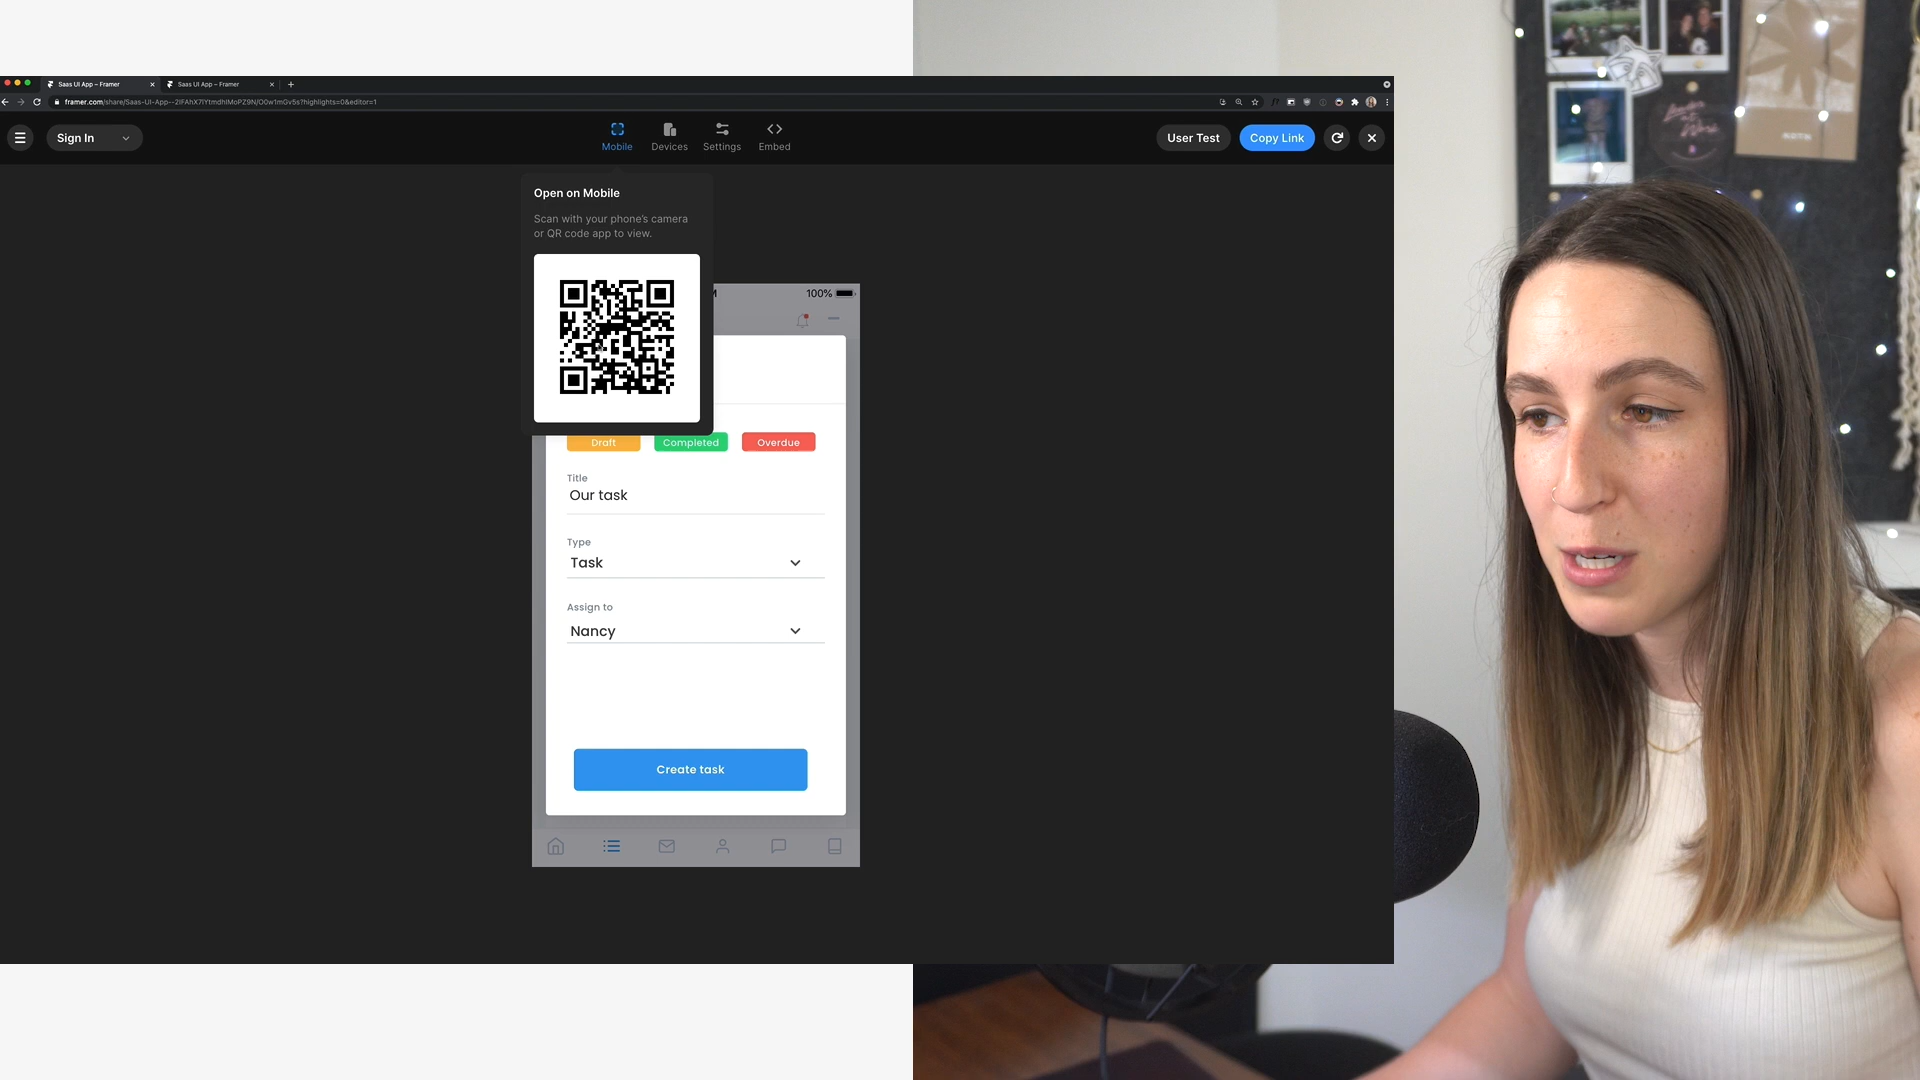 Saas UI App – Framer
Saas UI App – Framer
Sign In
Mobile
Devices
Settings
Embed
User Test
Copy Link
Open on Mobile
Scan with your phone's camera
or QR code app to view.
100%
Draft
Completed
Overdue
Title
Our task
Type
Task
Assign to
Nancy
Create task